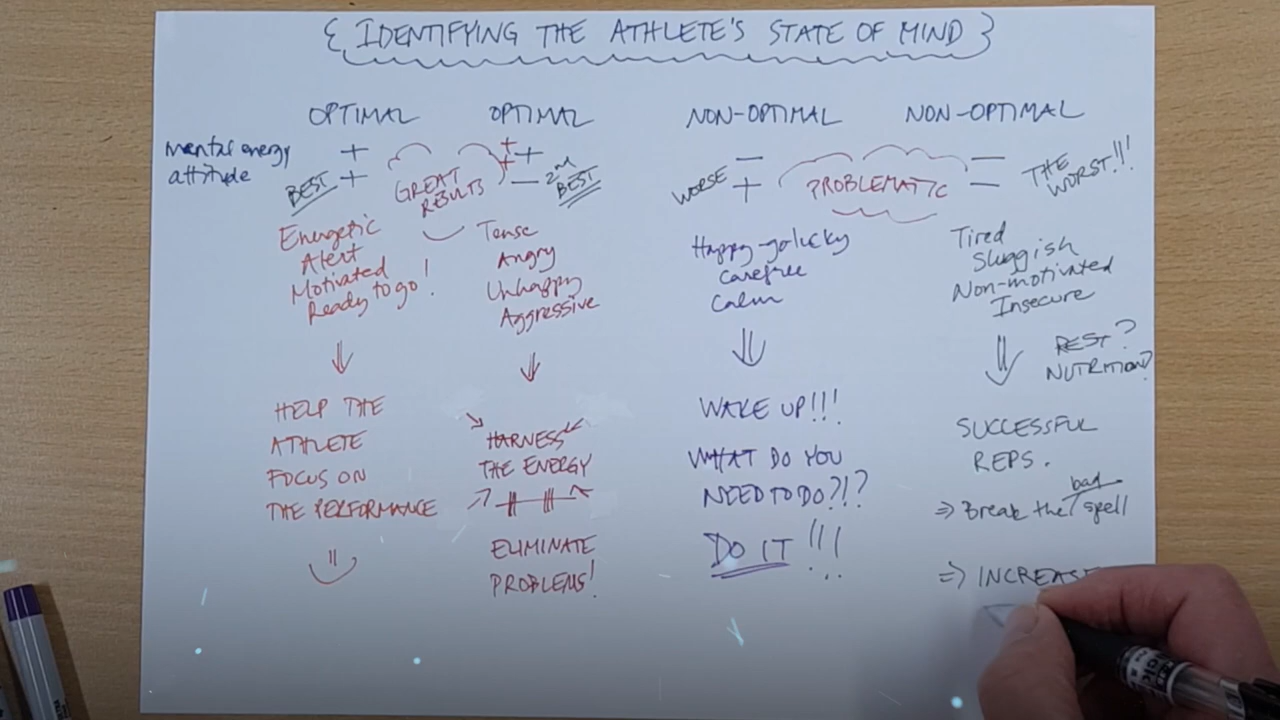 { IDENTIFYING THE ATHLETE'S STATE OF MIND }
OPTIMAL
OPTIMAL
NON-OPTIMAL
NON-OPTIMAL
mental energy
attitude
+
+
BEST
GREAT
RESULTS
+
+
+
-
2nd
BEST
WORSE
-
+
PROBLEMATIC
-
-
THE
WORST!!!
Energetic
Alert
Motivated
Ready to go!
Tense
Angry
Unhappy
Aggressive
Happy-go lucky
Carefree
Calm
Tired
Sluggish
Non-motivated
Insecure
REST?
NUTRITION?
HELP THE
ATHLETE
FOCUS ON
THE PERFORMANCE
HARNESS
THE ENERGY
ELIMINATE
PROBLEMS!
WAKE UP!!!
WHAT DO YOU
NEED TO DO?!?
DO IT!!!
SUCCESSFUL
REPS.
⇒ Break the bad spell
⇒ INCREASE